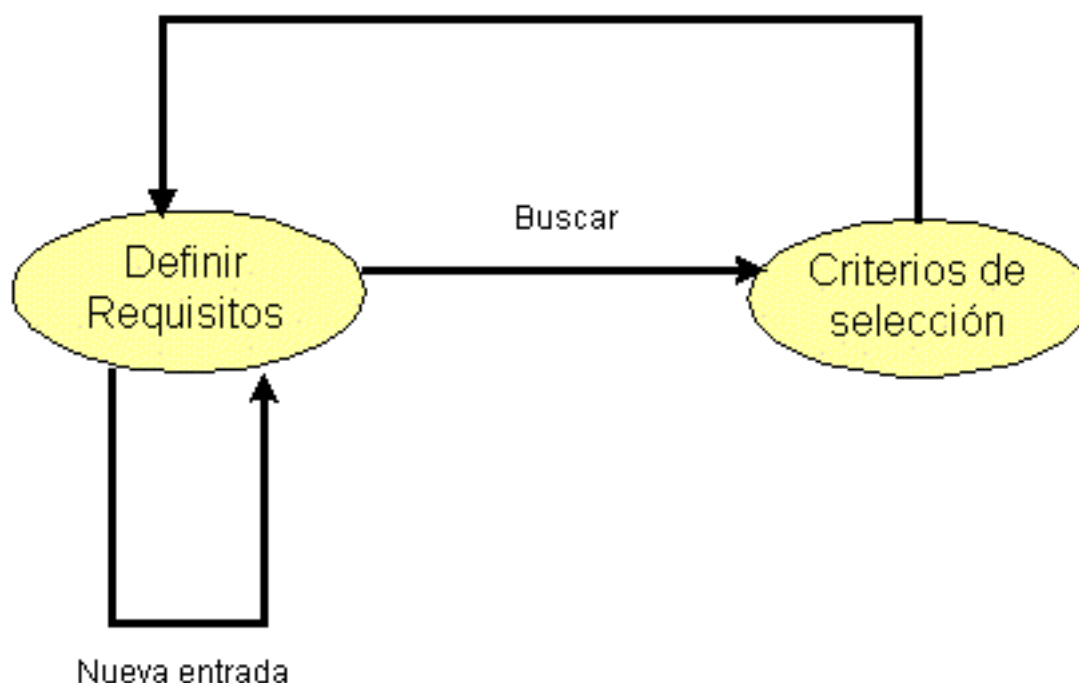 Buscar
Definir
Requisitos
Criterios de
selección
Nueva entrada